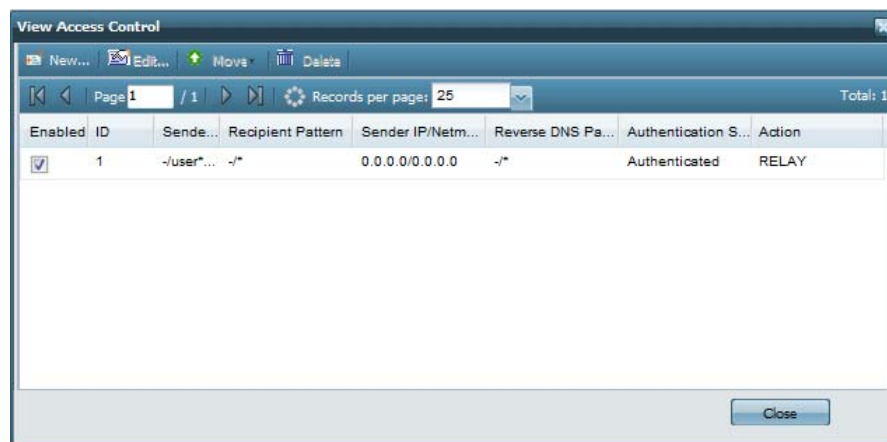 View Access Control
New... Edit... Move Delete
Page 1 / 1 Records per page: 25 Total: 1
Enabled ID Sende... Recipient Pattern Sender IP/Netm... Reverse DNS Pa... Authentication S... Action
1 -/user*... -/* 0.0.0.0/0.0.0.0 -/* Authenticated RELAY
Close